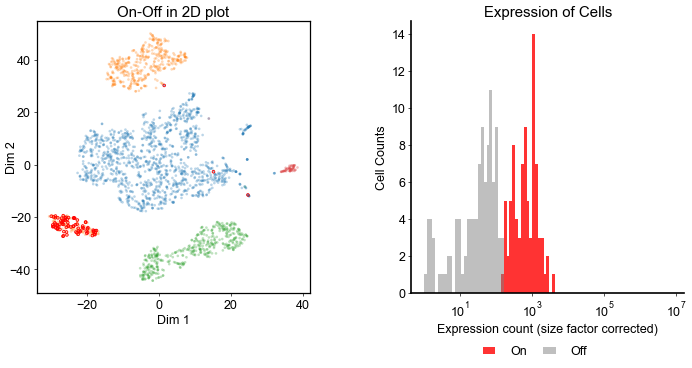 On-Off in 2D plot
Dim 2
40
20
0
−20
−40
−20
0
20
40
Dim 1
Expression of Cells
Cell Counts
14
12
10
8
6
4
2
0
10^1
10^3
10^5
10^7
Expression count (size factor corrected)
On
Off